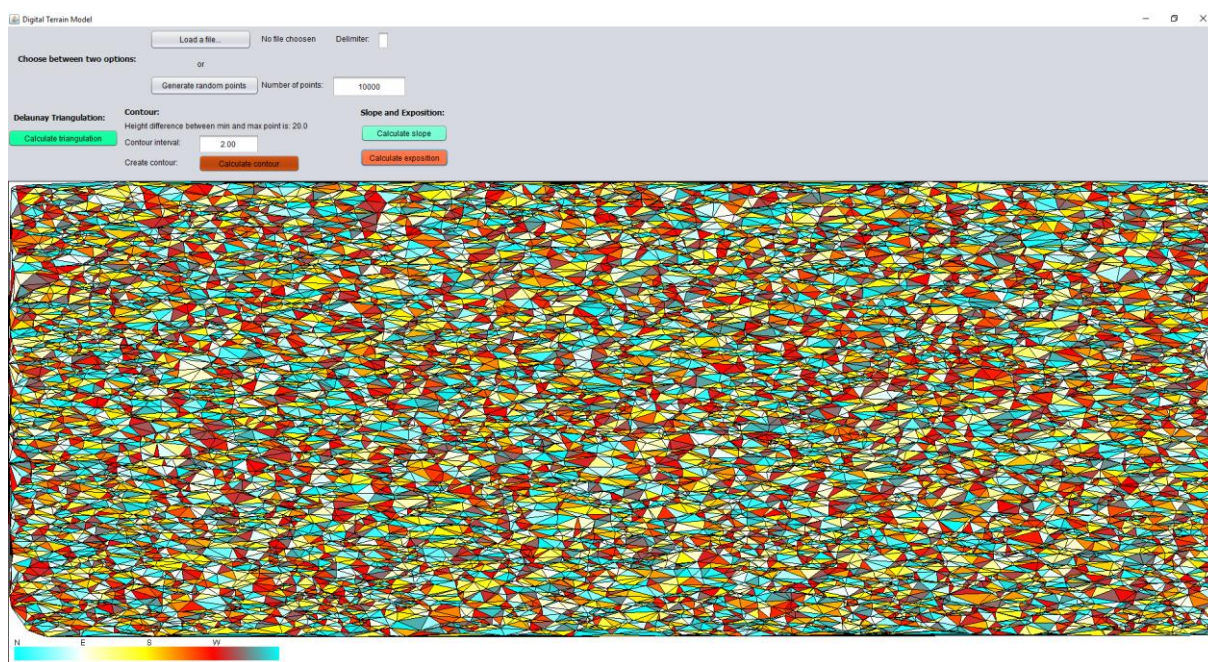 Digital Terrain Model
Load a file... No file choosen Delimiter:
Choose between two options:
or
Generate random points Number of points: 10000
Delaunay Triangulation: Contour: Slope and Exposition:
Height difference between min and max point is: 20.0
Calculate triangulation Contour interval: 2.00 Calculate slope
Create contour: Calculate contour Calculate exposition
N E S W